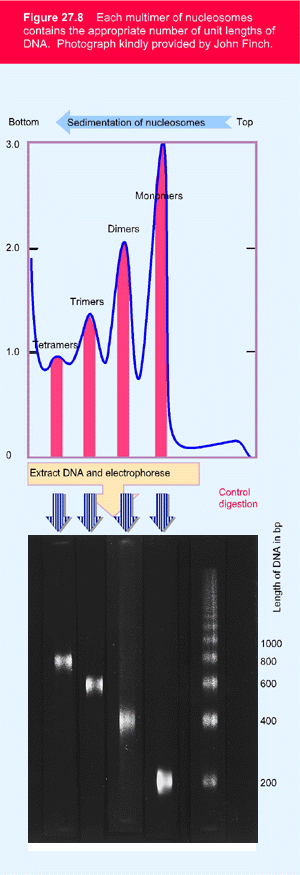 Figure 27.8 Each multimer of nucleosomes
contains the appropriate number of unit lengths of
DNA. Photograph kindly provided by John Finch.
Bottom
Sedimentation of nucleosomes
Top
3.0
Monomers
Dimers
2.0
Trimers
Tetramers
1.0
0
Extract DNA and electrophorese
Control
digestion
Length of DNA in bp
1000
800
600
400
200